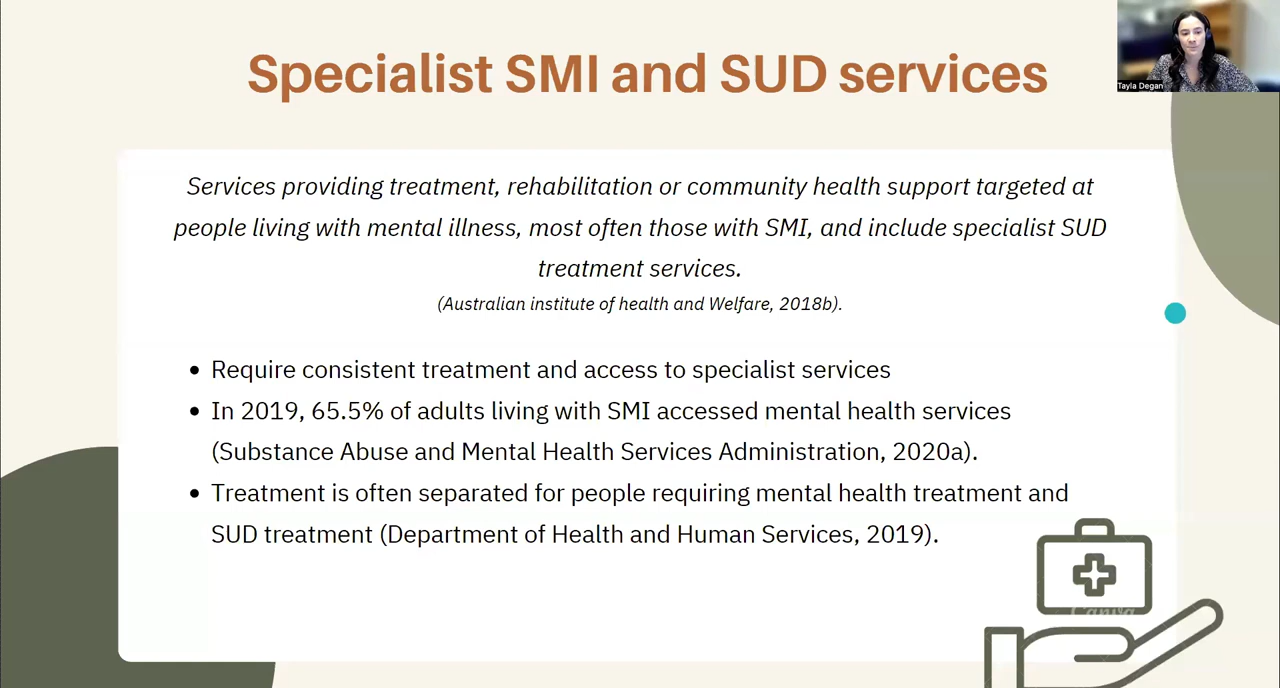 Specialist SMI and SUD services
Tayla Degan
Services providing treatment, rehabilitation or community health support targeted at
people living with mental illness, most often those with SMI, and include specialist SUD
treatment services.
(Australian institute of health and Welfare, 2018b).
• Require consistent treatment and access to specialist services
• In 2019, 65.5% of adults living with SMI accessed mental health services
(Substance Abuse and Mental Health Services Administration, 2020a).
• Treatment is often separated for people requiring mental health treatment and
SUD treatment (Department of Health and Human Services, 2019).
Canva